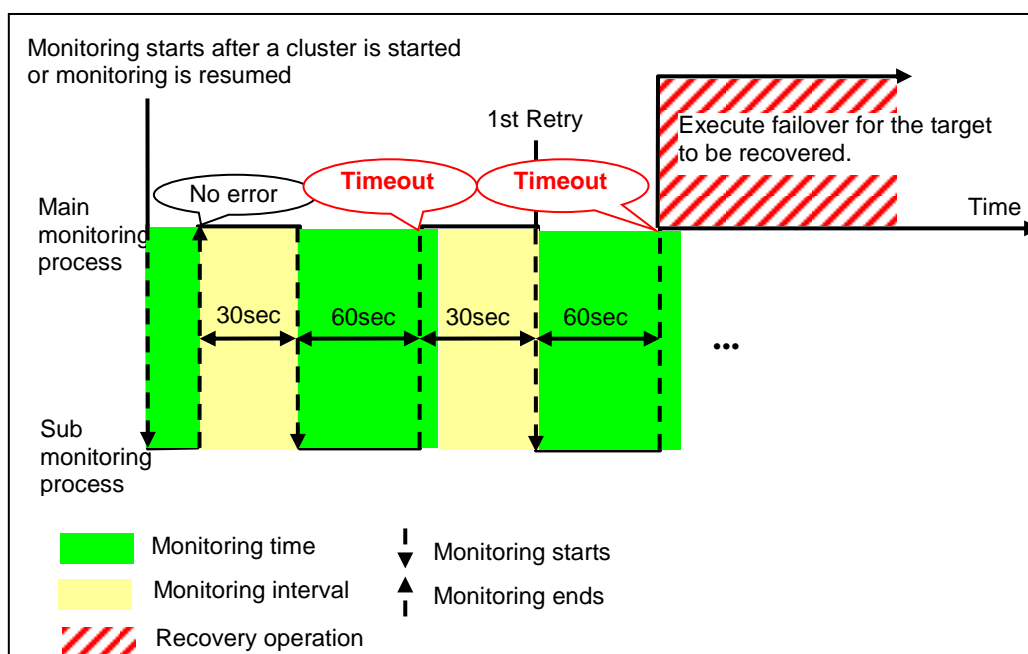 Monitoring starts after a cluster is started
or monitoring is resumed
1st Retry
Execute failover for the target
to be recovered.
No error
Timeout
Timeout
Time
Main
monitoring
process
30sec
60sec
30sec
60sec
...
Sub
monitoring
process
Monitoring time
Monitoring starts
Monitoring interval
Monitoring ends
Recovery operation